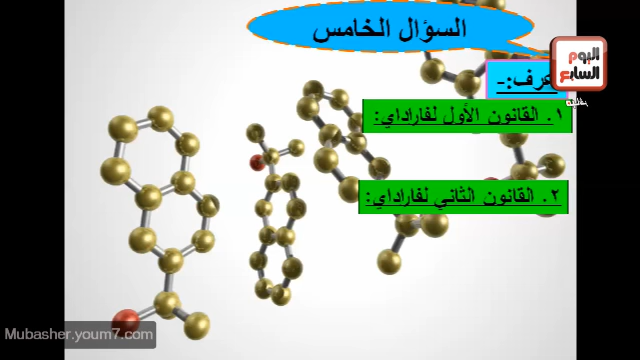 السؤال الخامس
اليوم
السابع
عرف:-
١. القانون الأول لفاراداي:
٢. القانون الثاني لفاراداي:
Mubasher.youm7.com